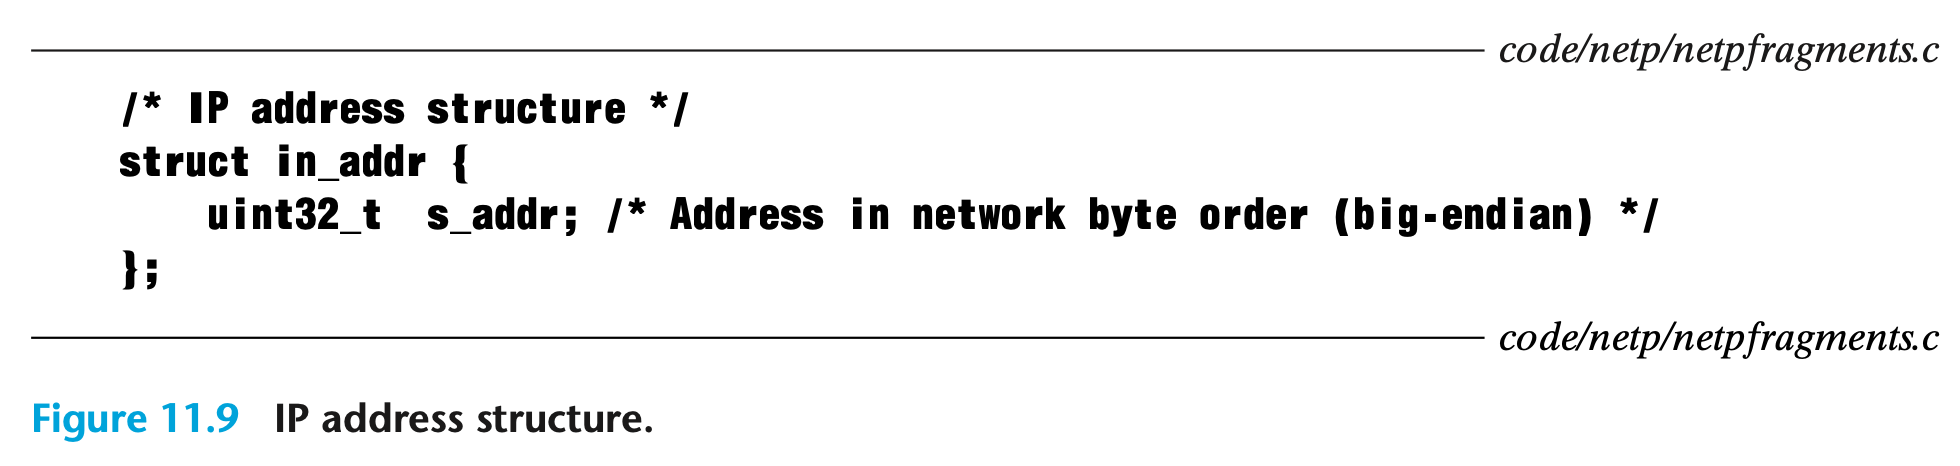 code/netp/netpfragments.c
/* IP address structure */
struct in_addr {
    uint32_t  s_addr; /* Address in network byte order (big-endian) */
};
code/netp/netpfragments.c
Figure 11.9 IP address structure.